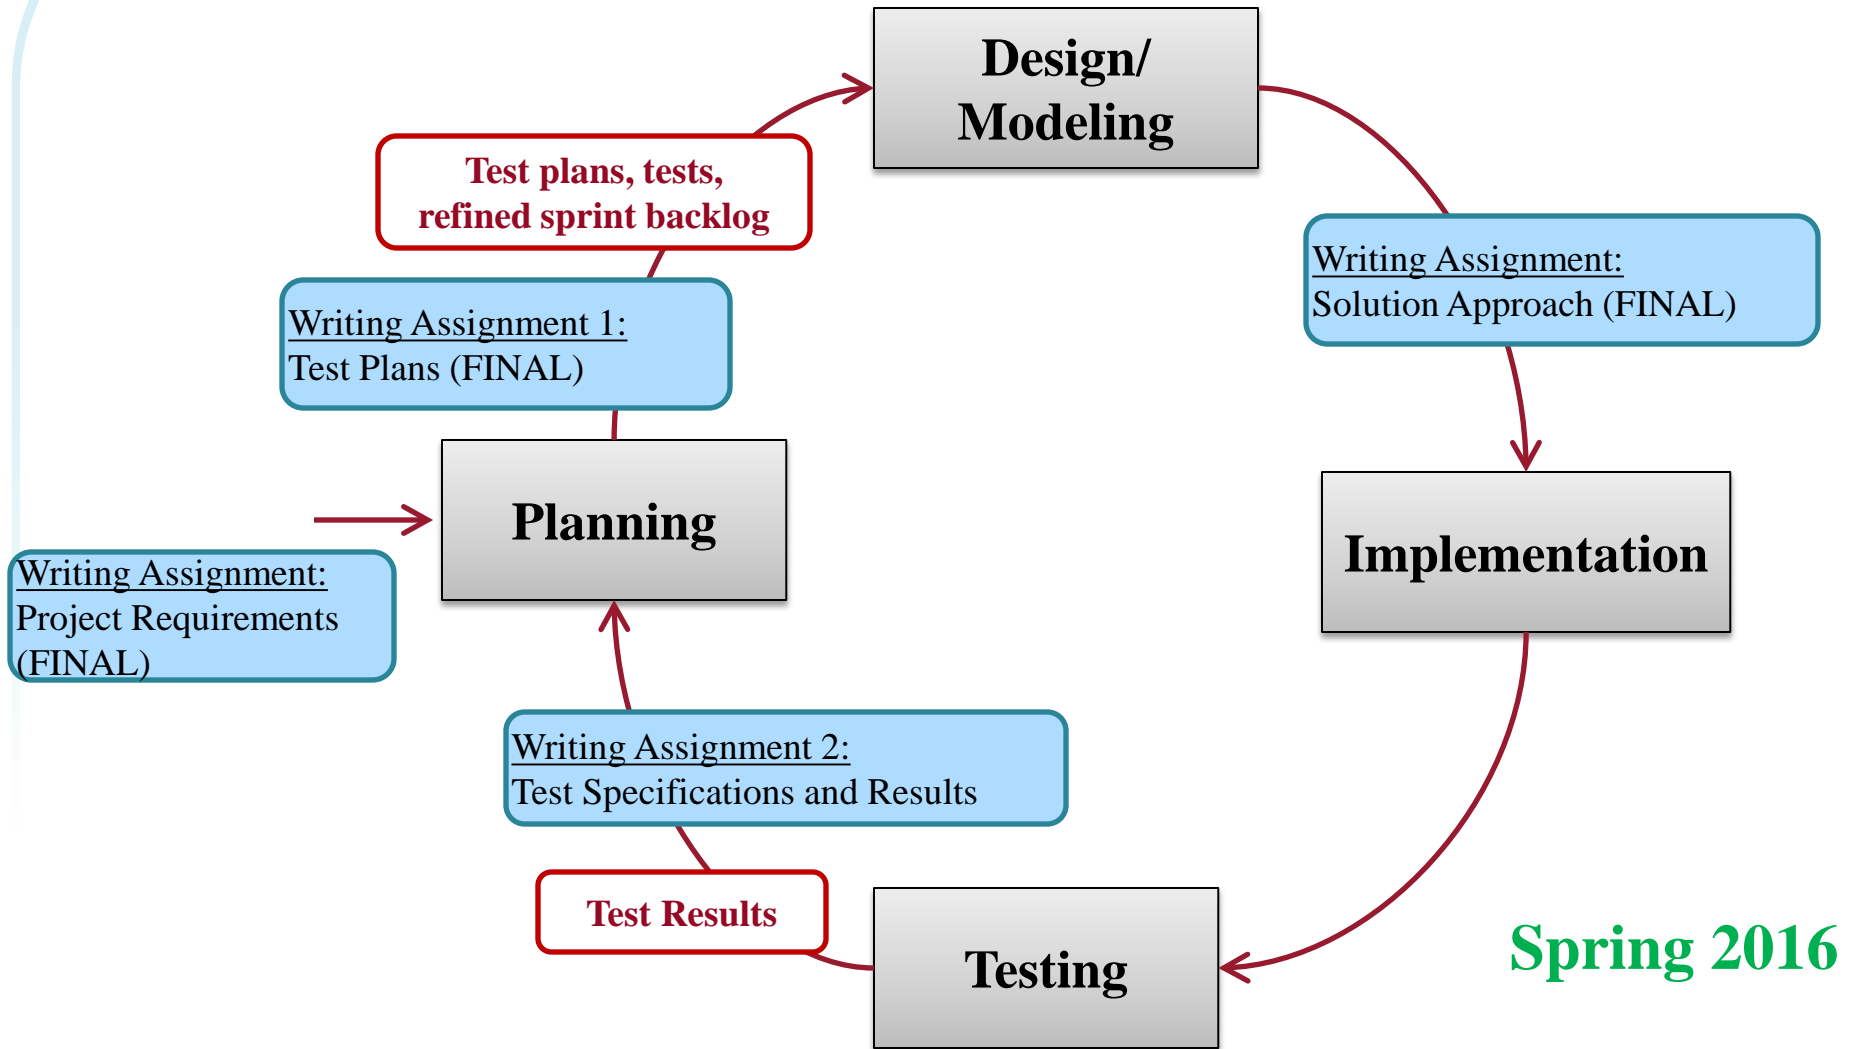 Design/
Modeling
Test plans, tests,
refined sprint backlog
Writing Assignment:
Solution Approach (FINAL)
Writing Assignment 1:
Test Plans (FINAL)
Planning
Implementation
Writing Assignment:
Project Requirements
(FINAL)
Writing Assignment 2:
Test Specifications and Results
Test Results
Testing
Spring 2016